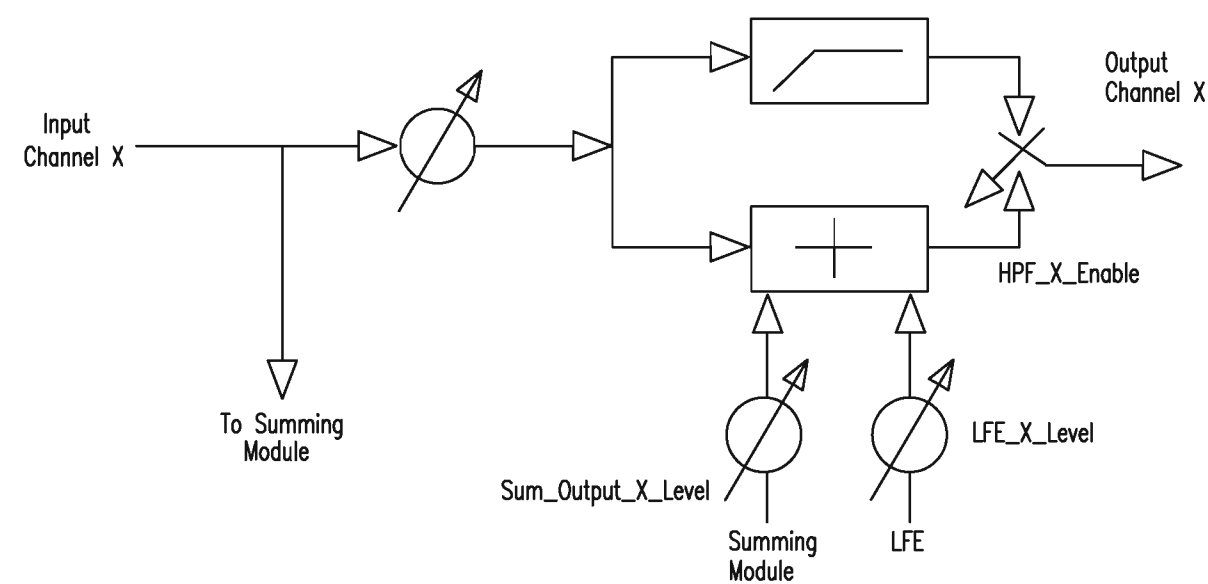 Input
Channel X
To Summing
Module
Output
Channel X
HPF_X_Enable
Sum_Output_X_Level
LFE_X_Level
Summing
Module
LFE